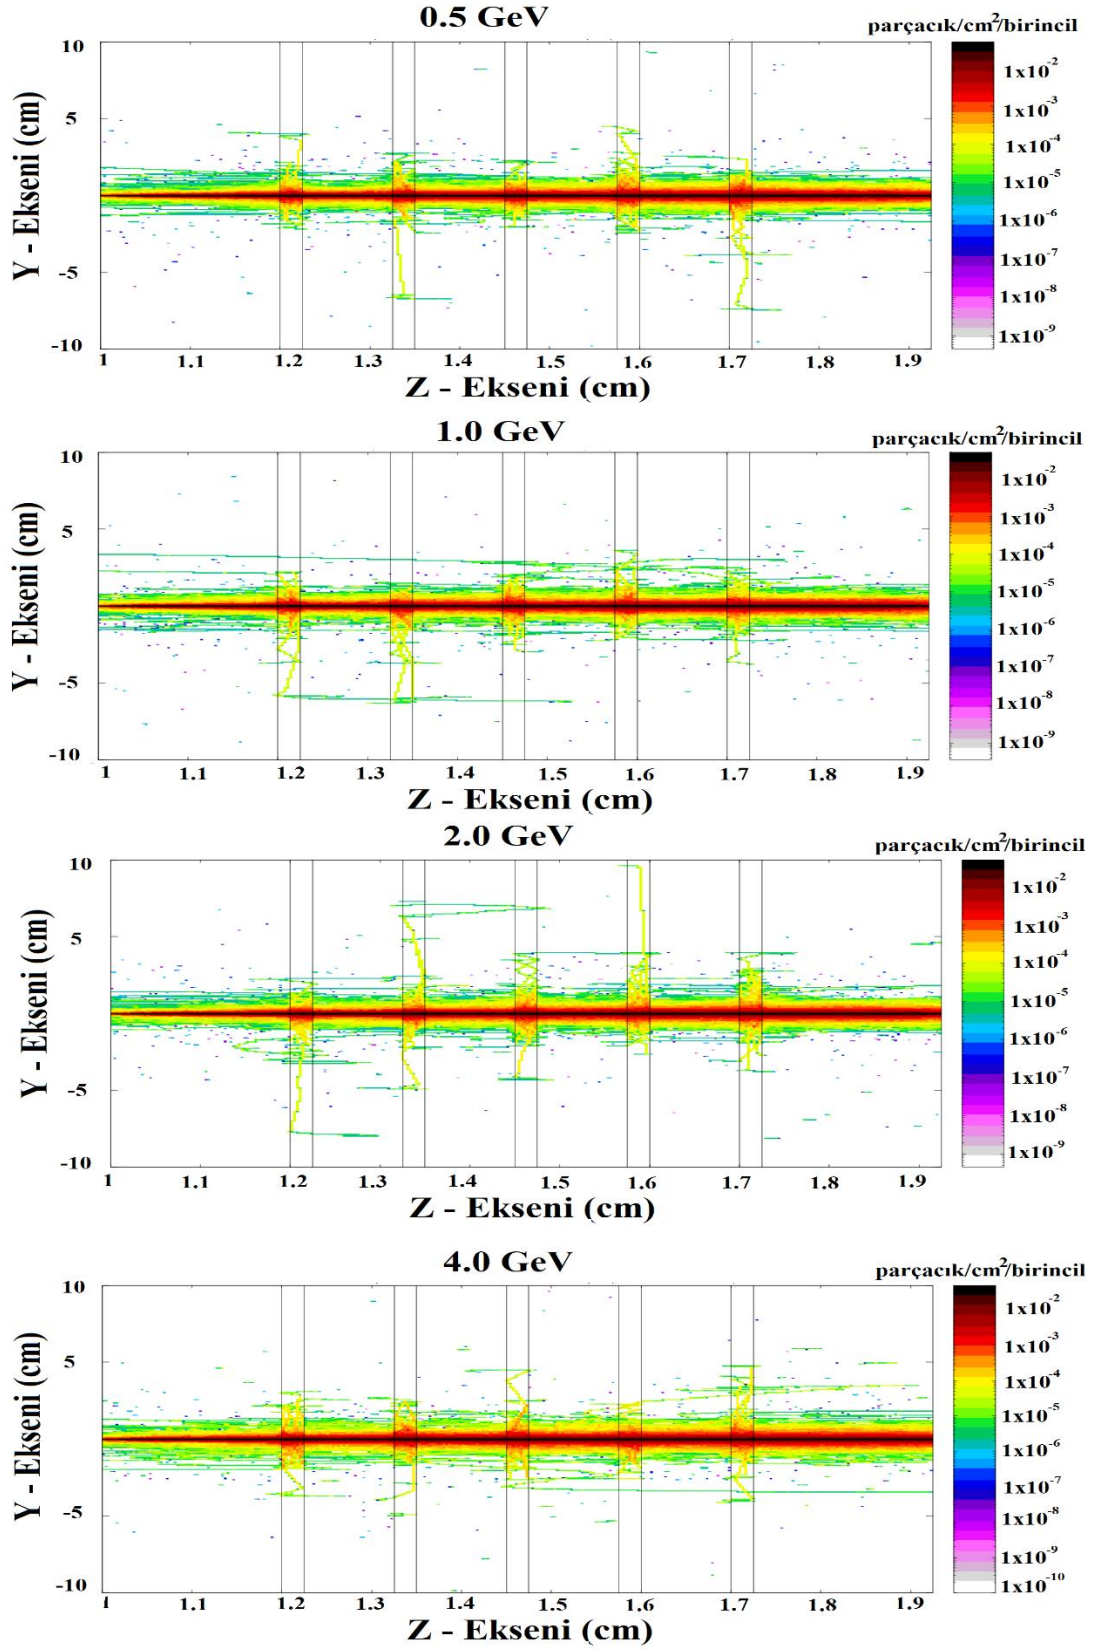 0.5 GeV
parçacık/cm²/birincil
10
5
-5
-10
Y - Ekseni (cm)
1 1.1 1.2 1.3 1.4 1.5 1.6 1.7 1.8 1.9
Z - Ekseni (cm)
1x10⁻²
1x10⁻³
1x10⁻⁴
1x10⁻⁵
1x10⁻⁶
1x10⁻⁷
1x10⁻⁸
1x10⁻⁹
1.0 GeV
parçacık/cm²/birincil
10
5
-5
-10
Y - Ekseni (cm)
1 1.1 1.2 1.3 1.4 1.5 1.6 1.7 1.8 1.9
Z - Ekseni (cm)
1x10⁻²
1x10⁻³
1x10⁻⁴
1x10⁻⁵
1x10⁻⁶
1x10⁻⁷
1x10⁻⁸
1x10⁻⁹
2.0 GeV
parçacık/cm²/birincil
10
5
-5
-10
Y - Ekseni (cm)
1 1.1 1.2 1.3 1.4 1.5 1.6 1.7 1.8 1.9
Z - Ekseni (cm)
1x10⁻²
1x10⁻³
1x10⁻⁴
1x10⁻⁵
1x10⁻⁶
1x10⁻⁷
1x10⁻⁸
1x10⁻⁹
4.0 GeV
parçacık/cm²/birincil
10
5
-5
-10
Y - Ekseni (cm)
1 1.1 1.2 1.3 1.4 1.5 1.6 1.7 1.8 1.9
Z - Ekseni (cm)
1x10⁻²
1x10⁻³
1x10⁻⁴
1x10⁻⁵
1x10⁻⁶
1x10⁻⁷
1x10⁻⁸
1x10⁻⁹
1x10⁻¹⁰